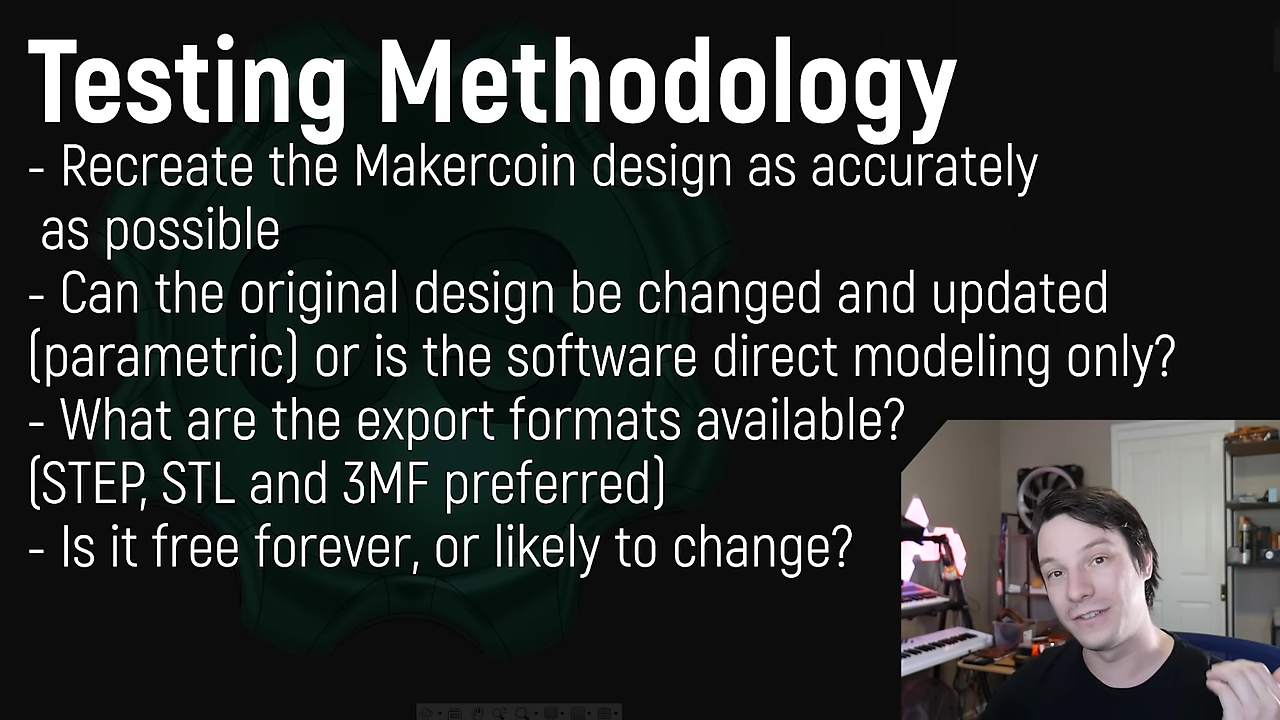 Testing Methodology
- Recreate the Makercoin design as accurately
as possible
- Can the original design be changed and updated
(parametric) or is the software direct modeling only?
- What are the export formats available?
(STEP, STL and 3MF preferred)
- Is it free forever, or likely to change?
OS